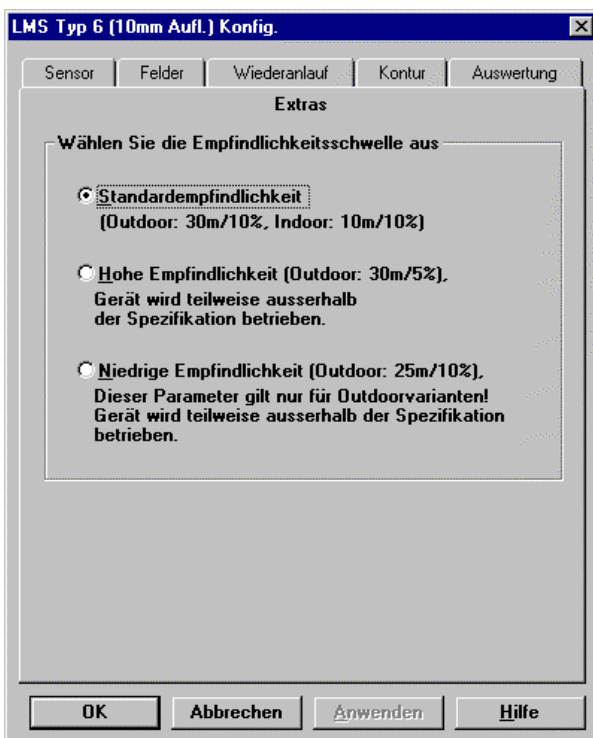 LMS Typ 6 (10mm Aufl.) Konfig.
Sensor Felder Wiederanlauf Kontur Auswertung
Extras
Wählen Sie die Empfindlichkeitsschwelle aus
Standardempfindlichkeit
(Outdoor: 30m/10%, Indoor: 10m/10%)
Hohe Empfindlichkeit (Outdoor: 30m/5%),
Gerät wird teilweise ausserhalb
der Spezifikation betrieben.
Niedrige Empfindlichkeit (Outdoor: 25m/10%),
Dieser Parameter gilt nur für Outdoorvarianten!
Gerät wird teilweise ausserhalb der Spezifikation
betrieben.
OK Abbrechen Anwenden Hilfe